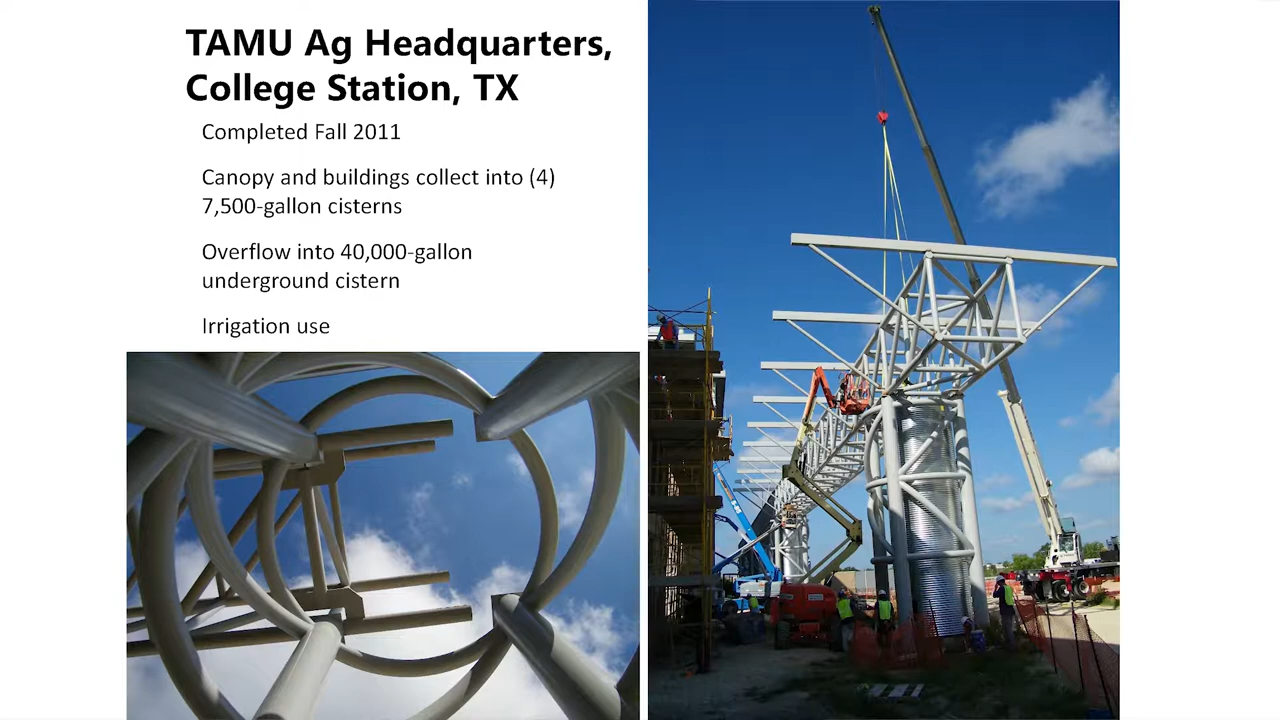 TAMU Ag Headquarters,
College Station, TX
Completed Fall 2011
Canopy and buildings collect into (4)
7,500-gallon cisterns
Overflow into 40,000-gallon
underground cistern
Irrigation use